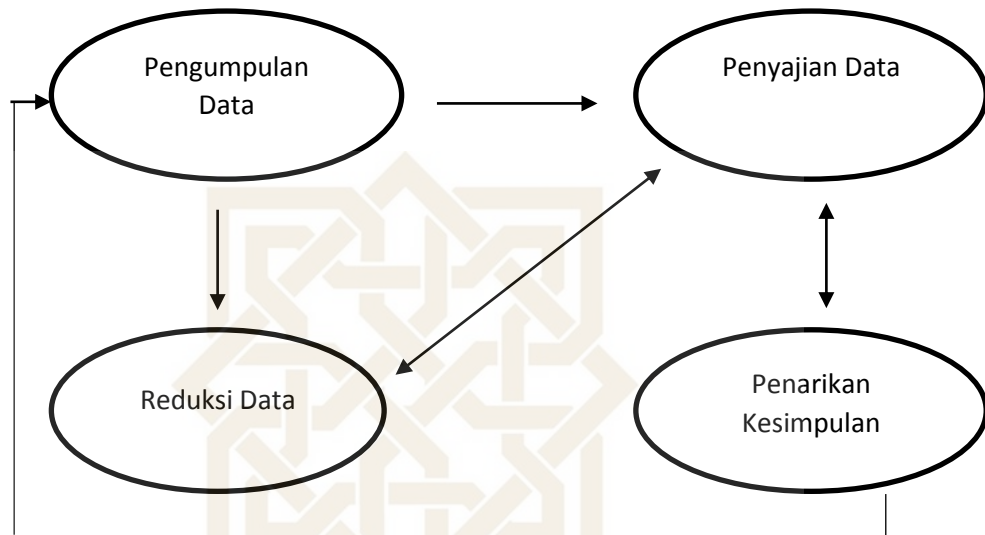 Pengumpulan
Data
Penyajian Data
Reduksi Data
Penarikan
Kesimpulan